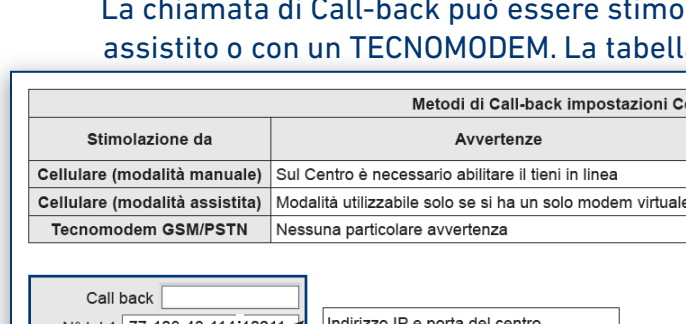 La chiamata di Call-back può essere stimo
assistito o con un TECNOMODEM. La tabell
Metodi di Call-back impostazioni C
Stimolazione da Avvertenze
Cellulare (modalità manuale) Sul Centro è necessario abilitare il tieni in linea
Cellulare (modalità assistita) Modalità utilizzabile solo se si ha un solo modem virtuale
Tecnomodem GSM/PSTN Nessuna particolare avvertenza
Call back
Indirizzo IP e porta del centro